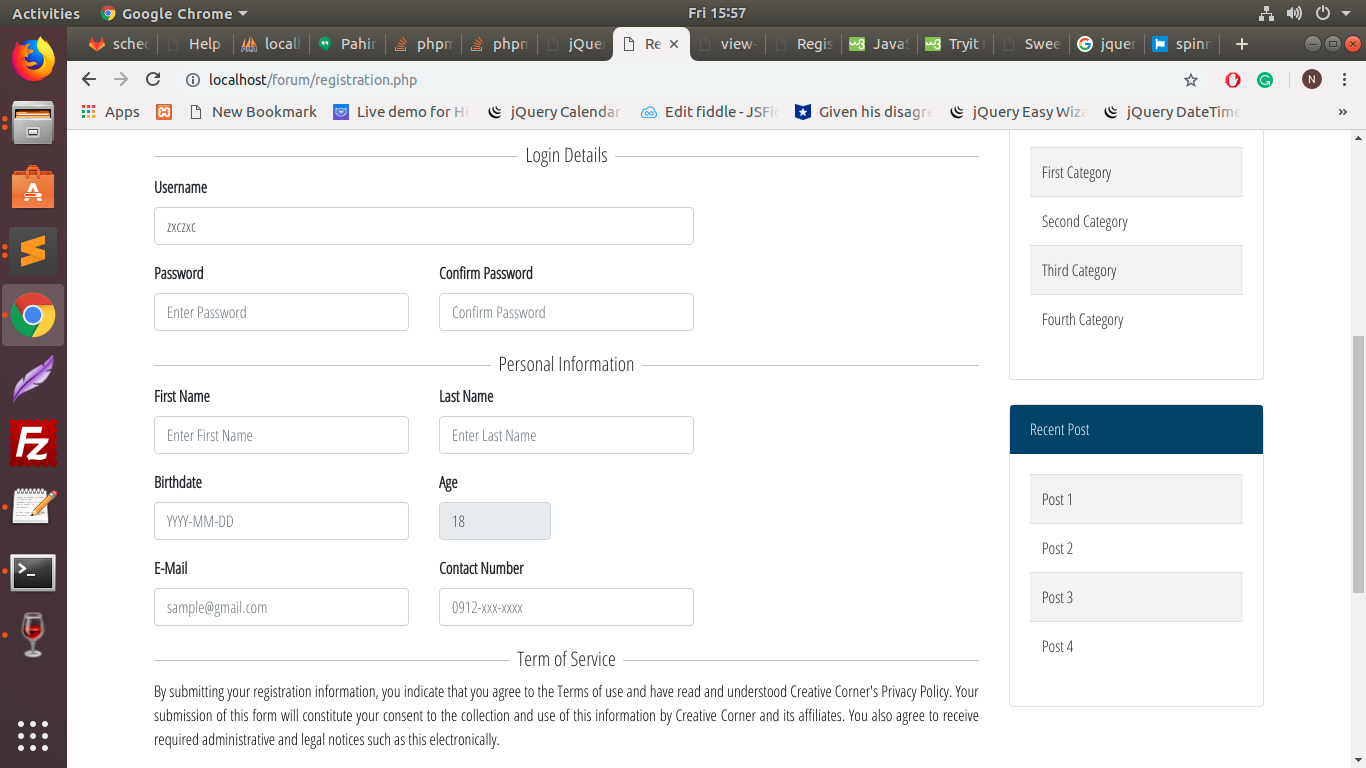 Activities Google Chrome Fri 15:57
sche Help local Pahir phpm phpm jQue Re view- Regis JavaS Tryit Swee jquer spinn
localhost/forum/registration.php N
Apps New Bookmark Live demo for Hi jQuery Calendar Edit fiddle - JSFi Given his disagre jQuery Easy Wiza jQuery DateTime »
Login Details
Username
zxczxc
Password Confirm Password
Enter Password Confirm Password
Personal Information
First Name Last Name
Enter First Name Enter Last Name
Birthdate Age
YYYY-MM-DD 18
E-Mail Contact Number
sample@gmail.com 0912-xxx-xxxx
Term of Service
By submitting your registration information, you indicate that you agree to the Terms of use and have read and understood Creative Corner's Privacy Policy. Your
submission of this form will constitute your consent to the collection and use of this information by Creative Corner and its affiliates. You also agree to receive
required administrative and legal notices such as this electronically.
First Category
Second Category
Third Category
Fourth Category
Recent Post
Post 1
Post 2
Post 3
Post 4